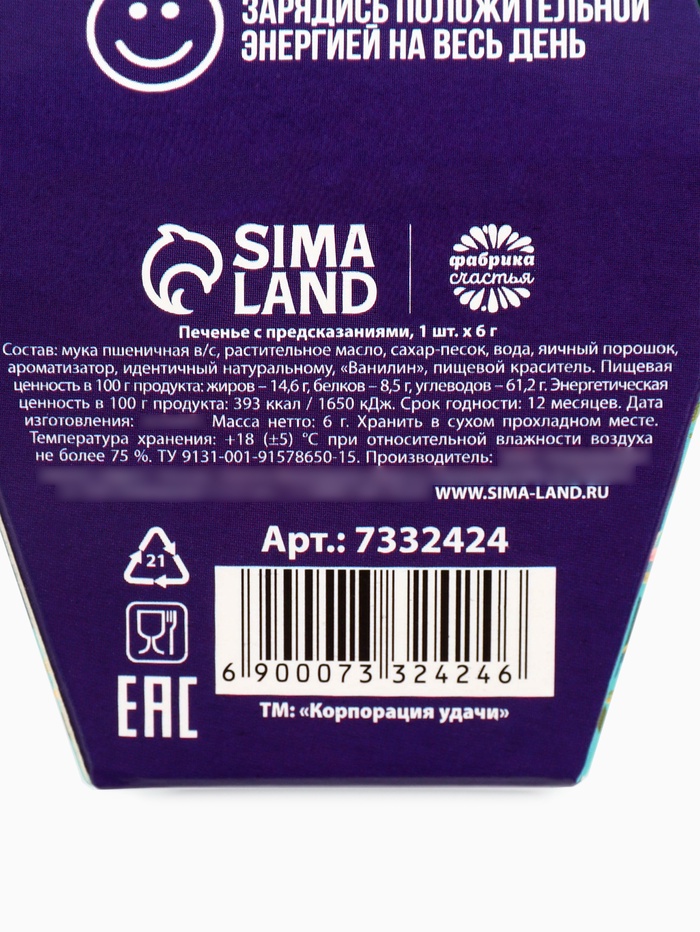 ЗАРЯДИСЬ ПОЛОЖИТЕЛЬНОЙ
ЭНЕРГИЕЙ НА ВЕСЬ ДЕНЬ
SIMA
LAND
фабрика
счастья
Печенье с предсказаниями, 1 шт. х 6 г
Состав: мука пшеничная в/с, растительное масло, сахар-песок, вода, яичный порошок,
ароматизатор, идентичный натуральному, «Ванилин», пищевой краситель. Пищевая
ценность в 100 г продукта: жиров – 14,6 г, белков – 8,5 г, углеводов – 61,2 г. Энергетическая
ценность в 100 г продукта: 393 ккал / 1650 кДж. Срок годности: 12 месяцев. Дата
изготовления: Масса нетто: 6 г. Хранить в сухом прохладном месте.
Температура хранения: +18 (±5) °С при относительной влажности воздуха
не более 75 %. ТУ 9131-001-91578650-15. Производитель:
WWW.SIMA-LAND.RU
Арт.: 7332424
21
6 900073 324246
EAC
ТМ: «Корпорация удачи»